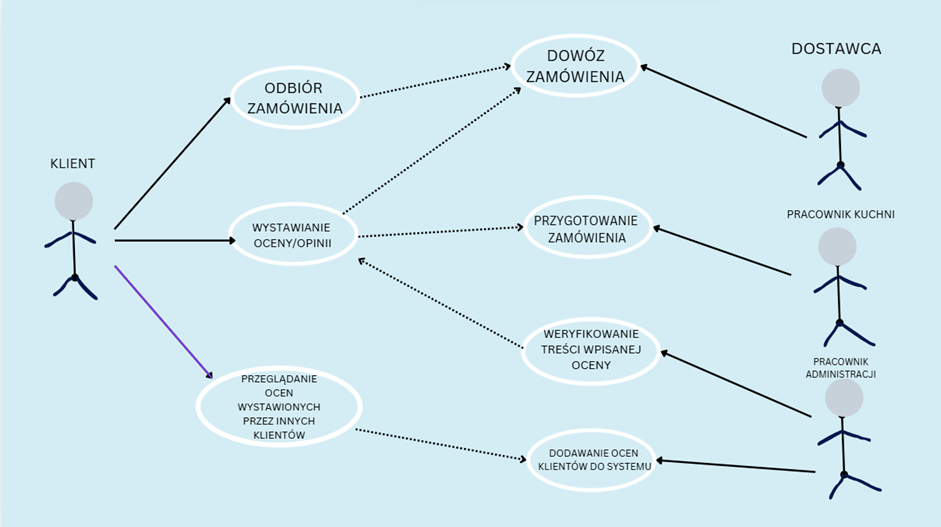 KLIENT
ODBIÓR
ZAMÓWIENIA
WYSTAWIANIE
OCENY/OPINII
PRZEGLĄDANIE
OCEN
WYSTAWIONYCH
PRZEZ INNYCH
KLIENTÓW
DOWÓZ
ZAMÓWIENIA
PRZYGOTOWANIE
ZAMÓWIENIA
WERYFIKOWANIE
TREŚCI WPISANEJ
OCENY
DODAWANIE OCEN
KLIENTÓW DO SYSTEMU
DOSTAWCA
PRACOWNIK KUCHNI
PRACOWNIK
ADMINISTRACJI